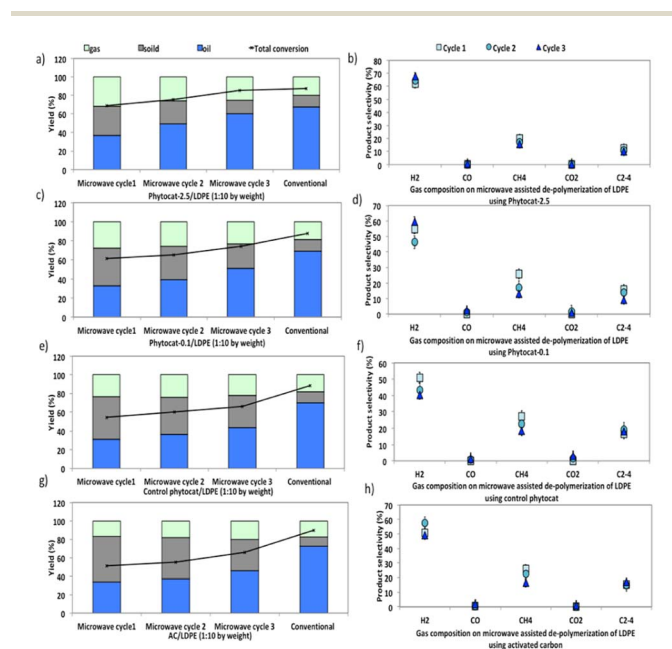 gas soild oil Total conversion
a)
Yield (%)
120
100
80
60
40
20
0
Microwave cycle1 Microwave cycle 2 Microwave cycle 3 Conventional
Phytocat-2.5/LDPE (1:10 by weight)
b)
Cycle 1 Cycle 2 Cycle 3
Product selectivity (%)
80
70
60
50
40
30
20
10
0
H2 CO CH4 CO2 C2-4
Gas composition on microwave assisted de-polymerization of LDPE
using Phytocat-2.5
c)
Yield (%)
120
100
80
60
40
20
0
Microwave cycle1 Microwave cycle 2 Microwave cycle 3 Conventional
Phytocat-0.1/LDPE (1:10 by weight)
d)
Product selectivity (%)
70
60
50
40
30
20
10
0
H2 CO CH4 CO2 C2-4
Gas composition on microwave assisted de-polymerization of LDPE
using Phytocat-0.1
e)
Yield (%)
120
100
80
60
40
20
0
Microwave cycle1 Microwave cycle 2 Microwave cycle 3 Conventional
Control phytocat/LDPE (1:10 by weight)
f)
Product selectivity (%)
60
50
40
30
20
10
0
H2 CO CH4 CO2 C2-4
Gas composition on microwave assisted de-polymerization of LDPE
using control phytocat
g)
Yield (%)
120
100
80
60
40
20
0
Microwave cycle1 Microwave cycle 2 Microwave cycle 3 Conventional
AC/LDPE (1:10 by weight)
h)
Product selectivity (%)
70
60
50
40
30
20
10
0
H2 CO CH4 CO2 C2-4
Gas composition on microwave assisted de-polymerization of LDPE
using activated carbon